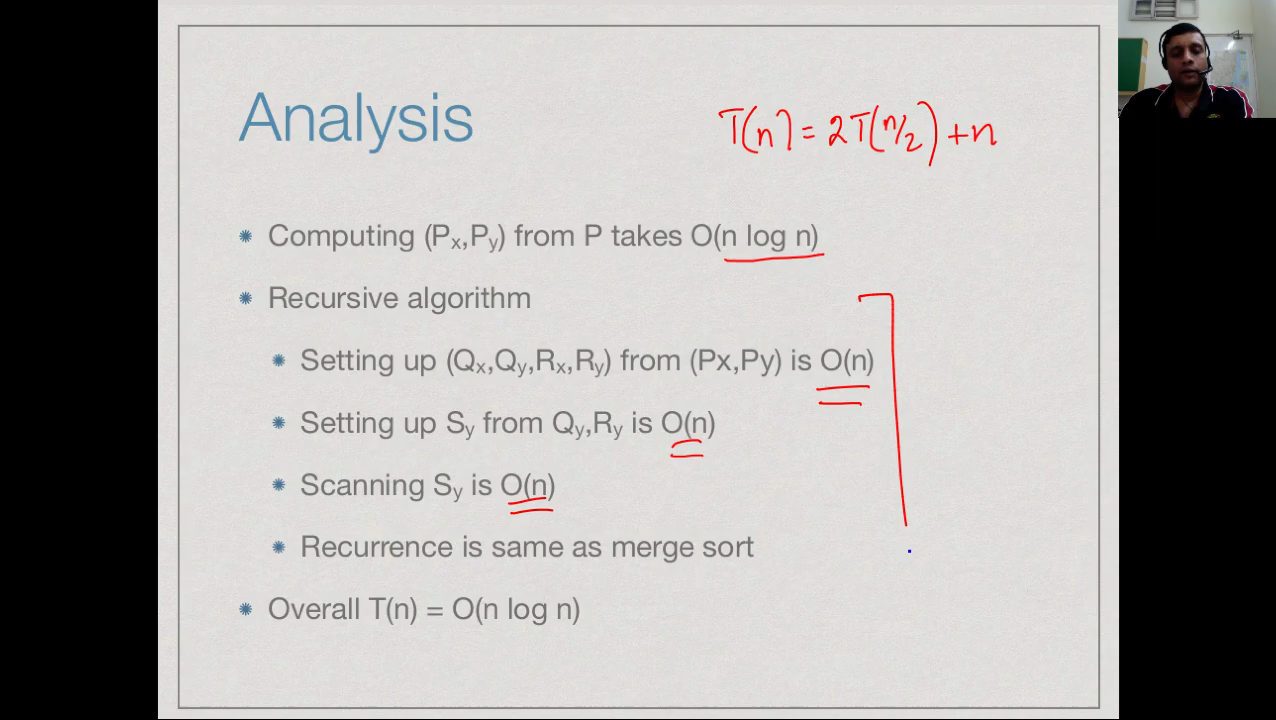 Analysis
T(n) = 2T(n/2) + n
Computing (Px,Py) from P takes O(n log n)
Recursive algorithm
Setting up (Qx,Qy,Rx,Ry) from (Px,Py) is O(n)
Setting up Sy from Qy,Ry is O(n)
Scanning Sy is O(n)
Recurrence is same as merge sort
Overall T(n) = O(n log n)